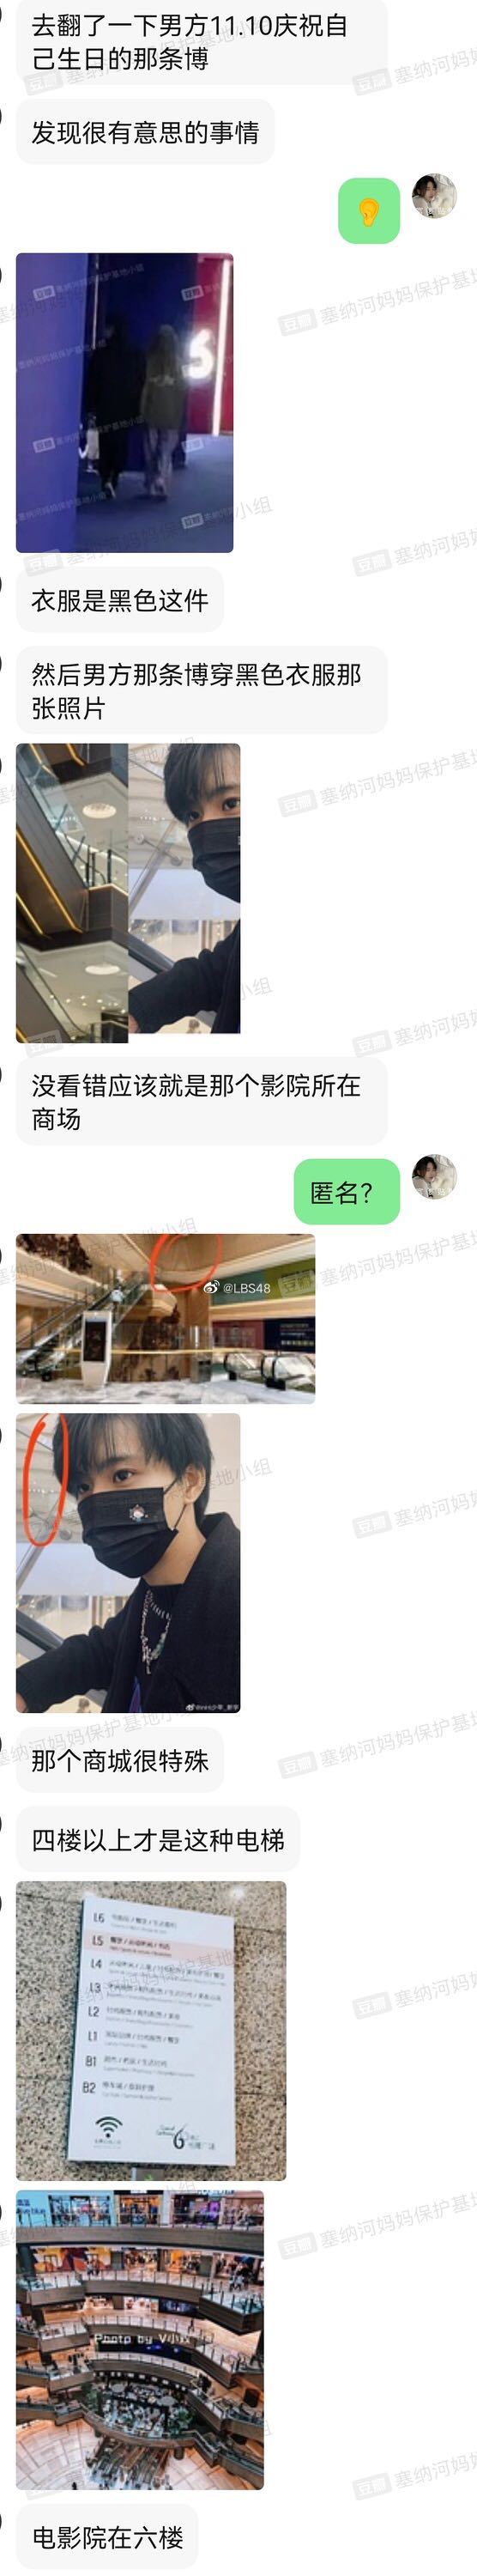 去翻了一下男方11.10庆祝自
己生日的那条博
发现很有意思的事情
衣服是黑色这件
然后男方那条博穿黑色衣服那
张照片
没看错应该就是那个影院所在
商场
匿名？
@LBS48
那个商城很特殊
四楼以上才是这种电梯
L6
L5
L4
L3
L2
L1
B1
B2
Photo by V小
电影院在六楼
豆瓣 塞纳河妈妈保护基地小组